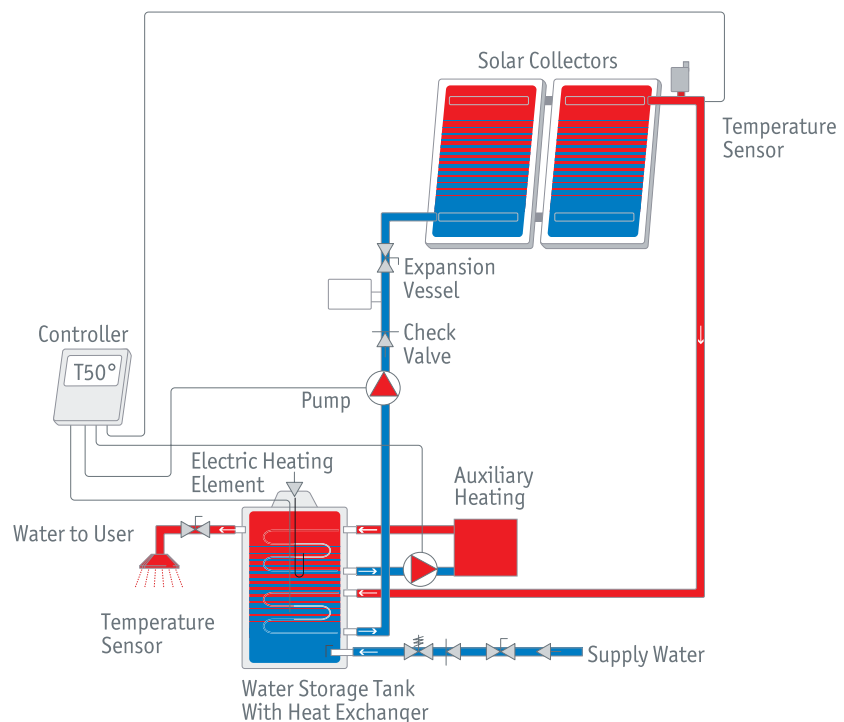 Solar Collectors
Temperature
Sensor
Expansion
Vessel
Controller
Check
Valve
T50°
Pump
Electric Heating
Element
Auxiliary
Heating
Water to User
Temperature
Sensor
Supply Water
Water Storage Tank
With Heat Exchanger